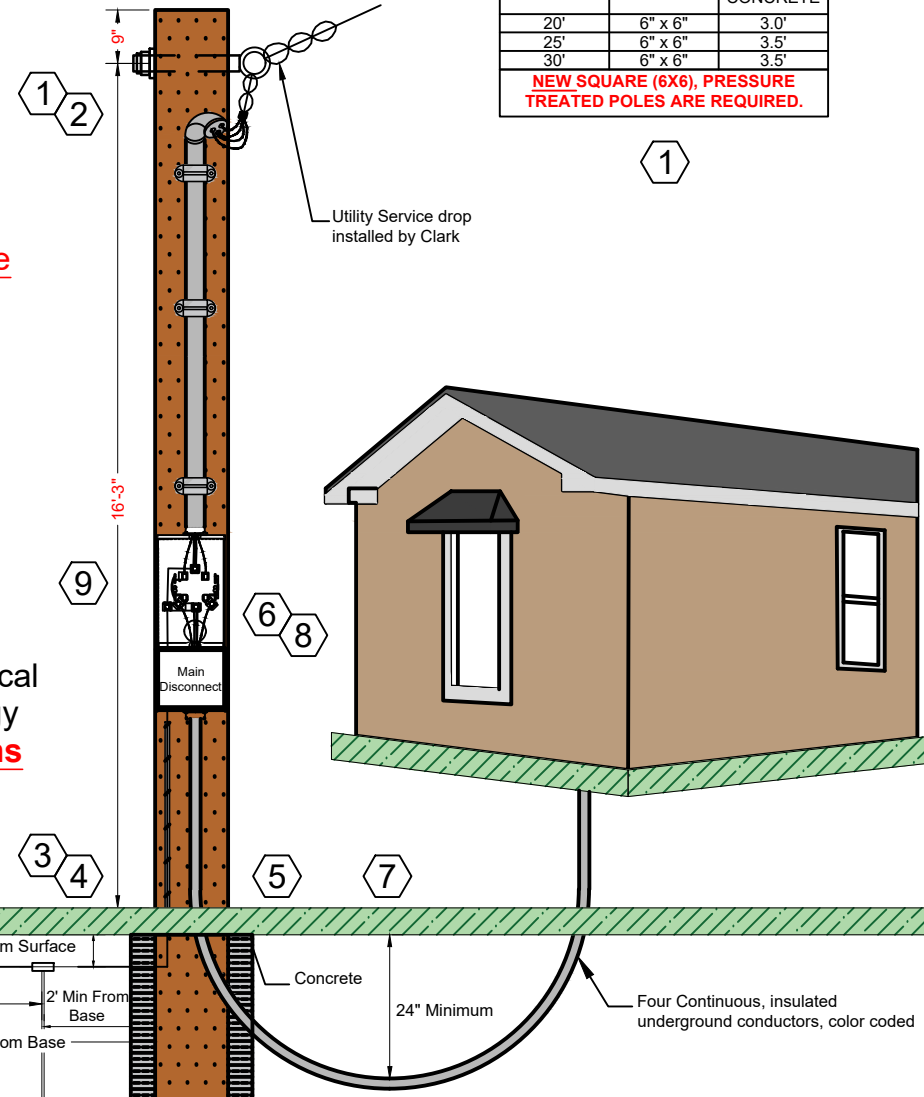 CONCRETE
20' 6" x 6" 3.0'
25' 6" x 6" 3.5'
30' 6" x 6" 3.5'
NEW SQUARE (6X6), PRESSURE
TREATED POLES ARE REQUIRED.
9"
1
2
1
Utility Service drop
installed by Clark
e
16'-3"
9
6
8
Main
Disconnect
cal
ns
3
4
5
7
m Surface
Concrete
2' Min From
Base
24" Minimum
Four Continuous, insulated
underground conductors, color coded
om Base